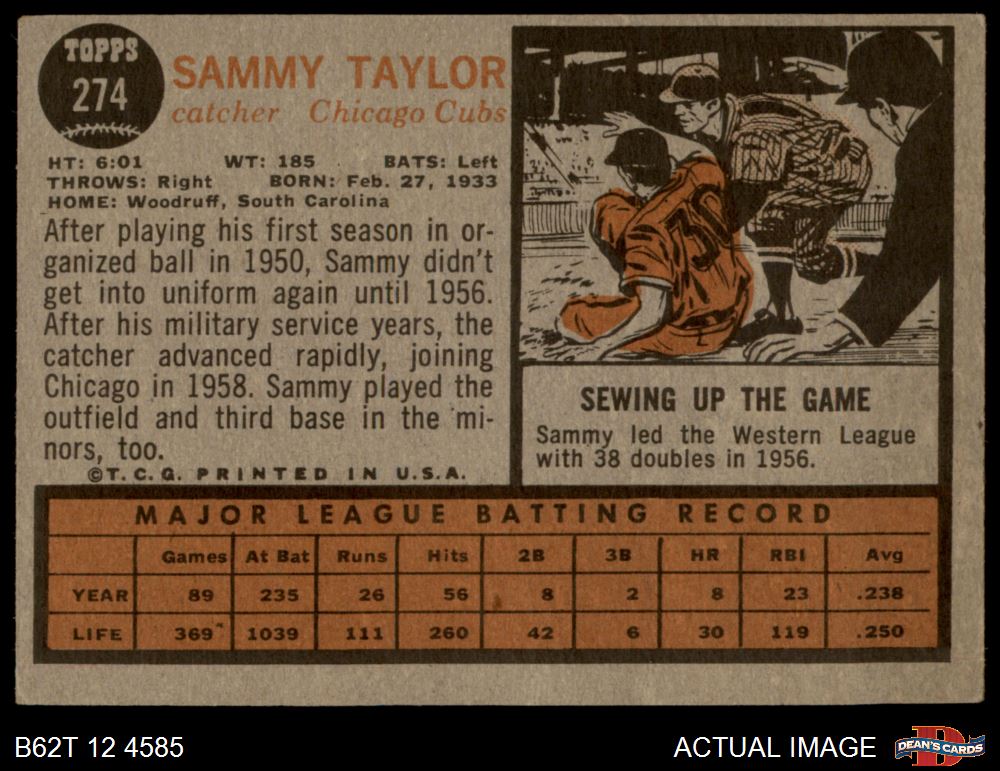 TOPPS
274
SAMMY TAYLOR
catcher Chicago Cubs
HT: 6:01 WT: 185 BATS: Left
THROWS: Right BORN: Feb. 27, 1933
HOME: Woodruff, South Carolina
After playing his first season in or-
ganized ball in 1950, Sammy didn't
get into uniform again until 1956.
After his military service years, the
catcher advanced rapidly, joining
Chicago in 1958. Sammy played the
outfield and third base in the mi-
nors, too.
©T.C.G. PRINTED IN U.S.A.
30
SEWING UP THE GAME
Sammy led the Western League
with 38 doubles in 1956.
MAJOR LEAGUE BATTING RECORD
Games At Bat Runs Hits 2B 3B HR RBI Avg
YEAR 89 235 26 56 8 2 8 23 .238
LIFE 369 1039 111 260 42 6 30 119 .250
B62T 12 4585
ACTUAL IMAGE
D
DEAN'S CARDS